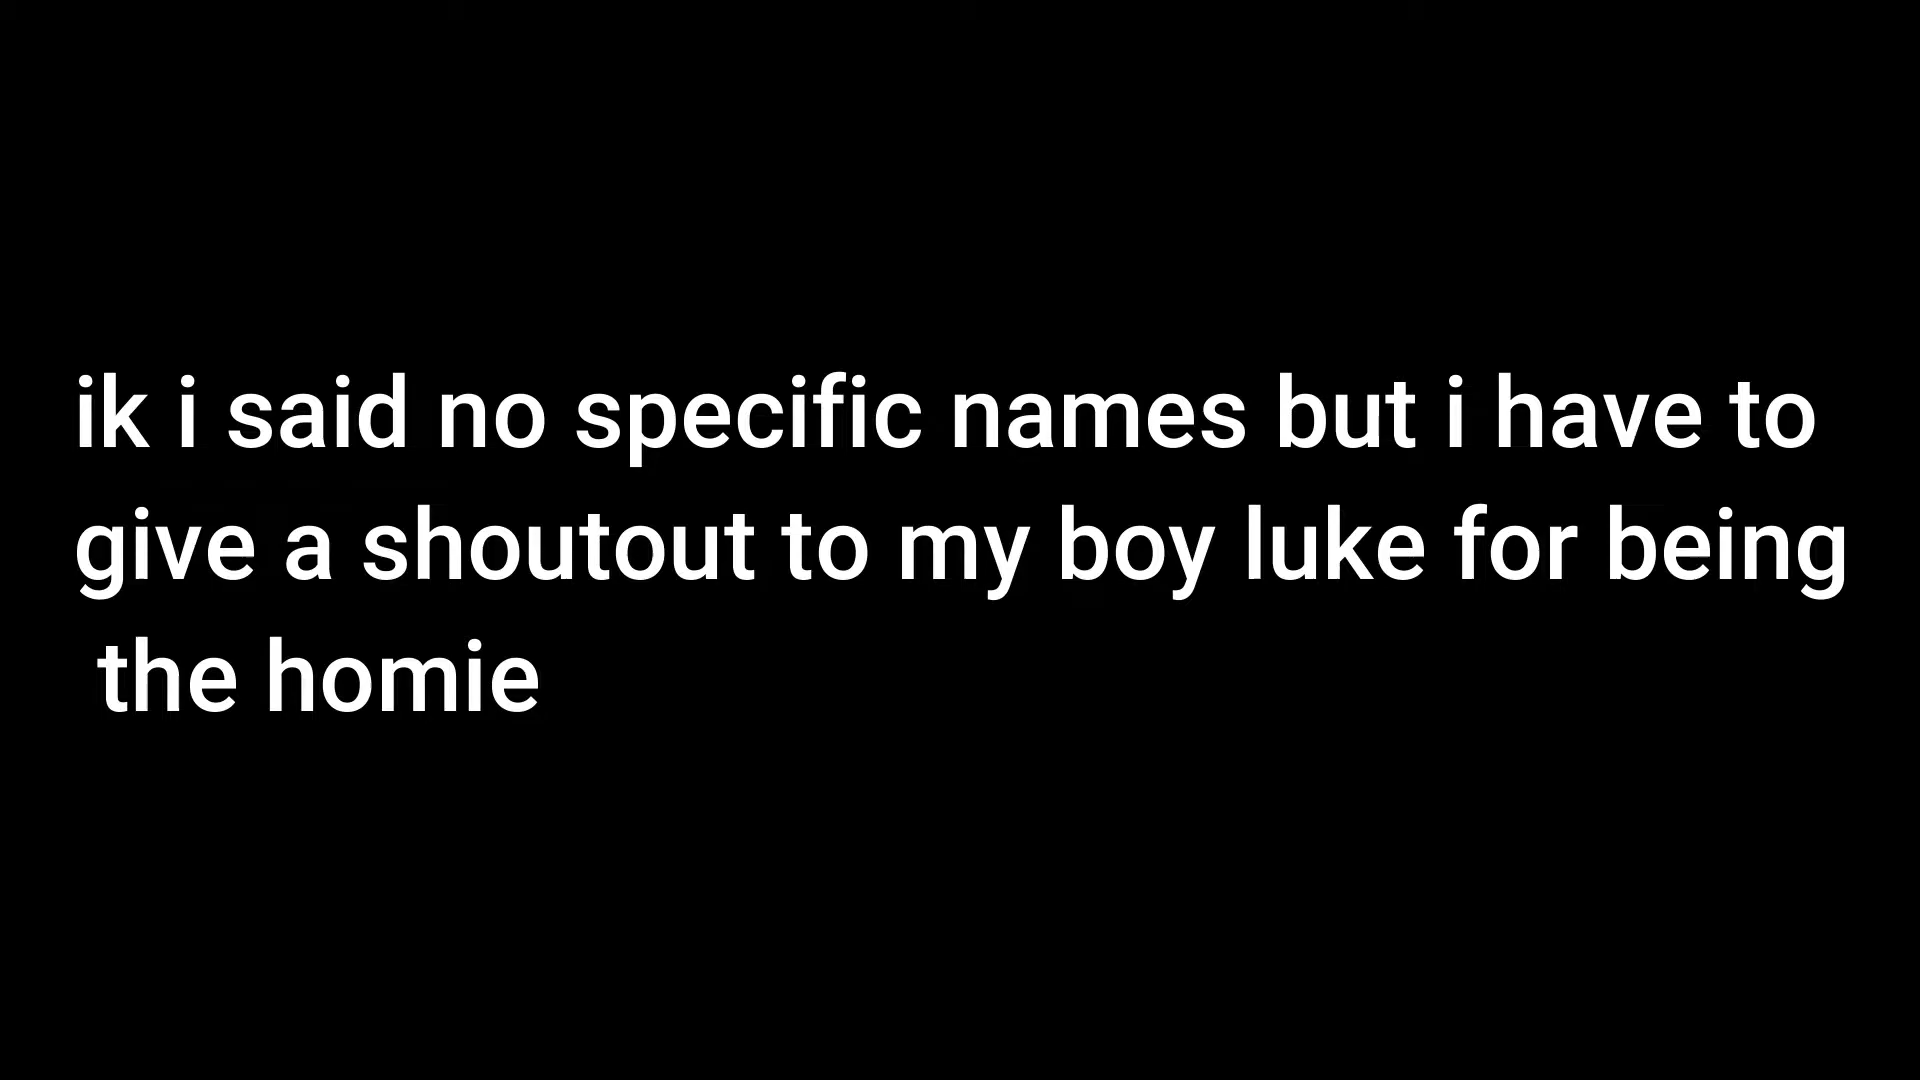 ik i said no specific names but i have to
give a shoutout to my boy luke for being
the homie